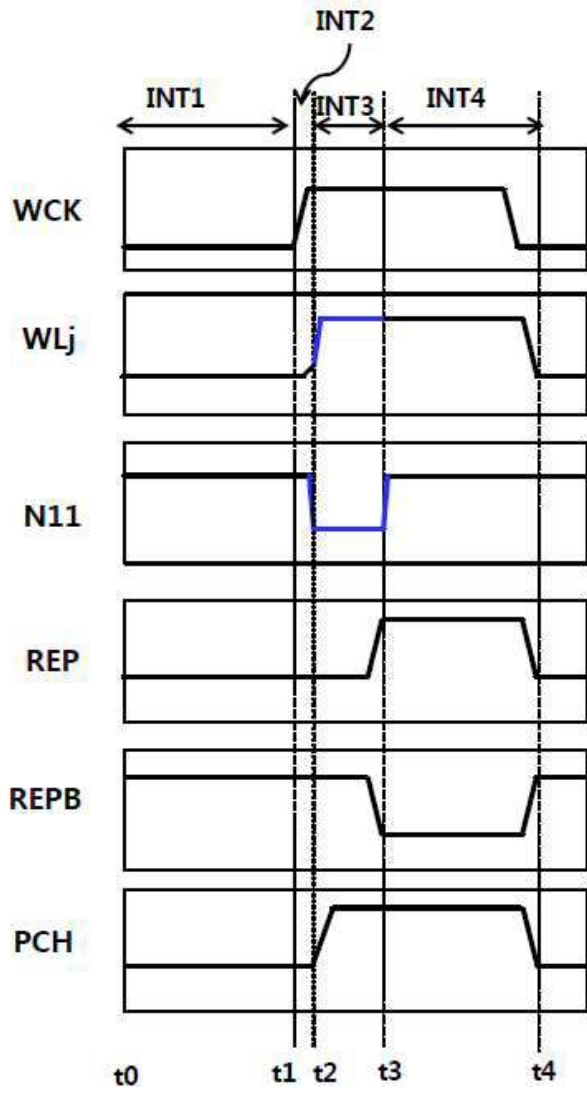 INT2
INT1 INT3 INT4
WCK
WLj
N11
REP
REPB
PCH
t0 t1 t2 t3 t4